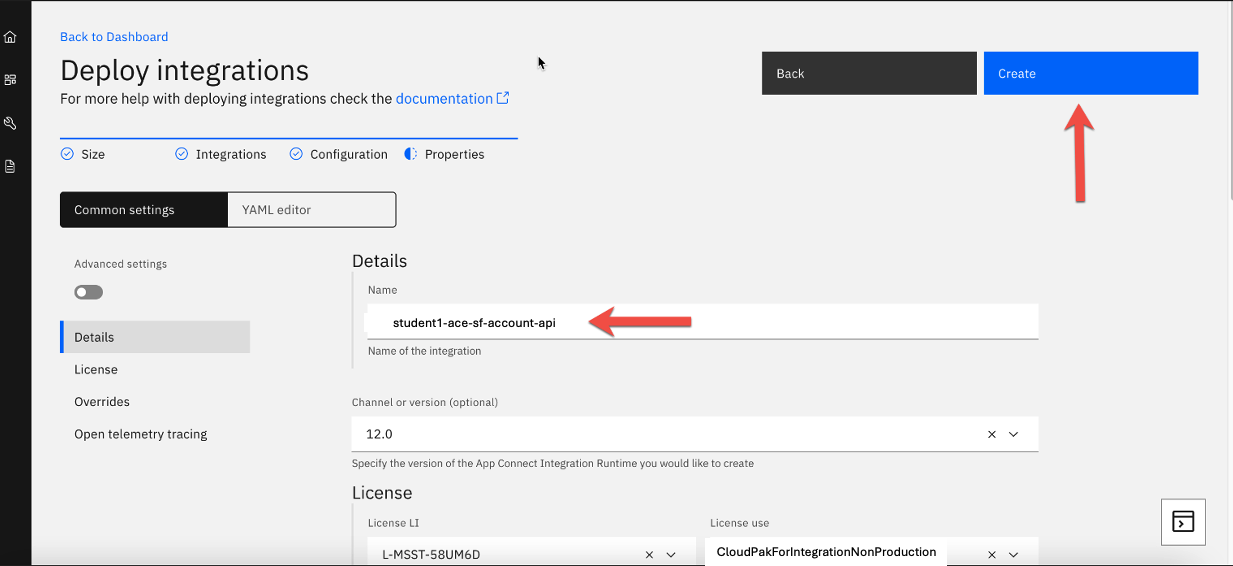 Back to Dashboard
Deploy integrations
For more help with deploying integrations check the documentation
Back
Create
Size
Integrations
Configuration
Properties
Common settings
YAML editor
Advanced settings
Details
License
Overrides
Open telemetry tracing
Details
Name
student1-ace-sf-account-api
Name of the integration
Channel or version (optional)
12.0
Specify the version of the App Connect Integration Runtime you would like to create
License
License LI
License use
L-MSST-58UM6D
CloudPakForIntegrationNonProduction